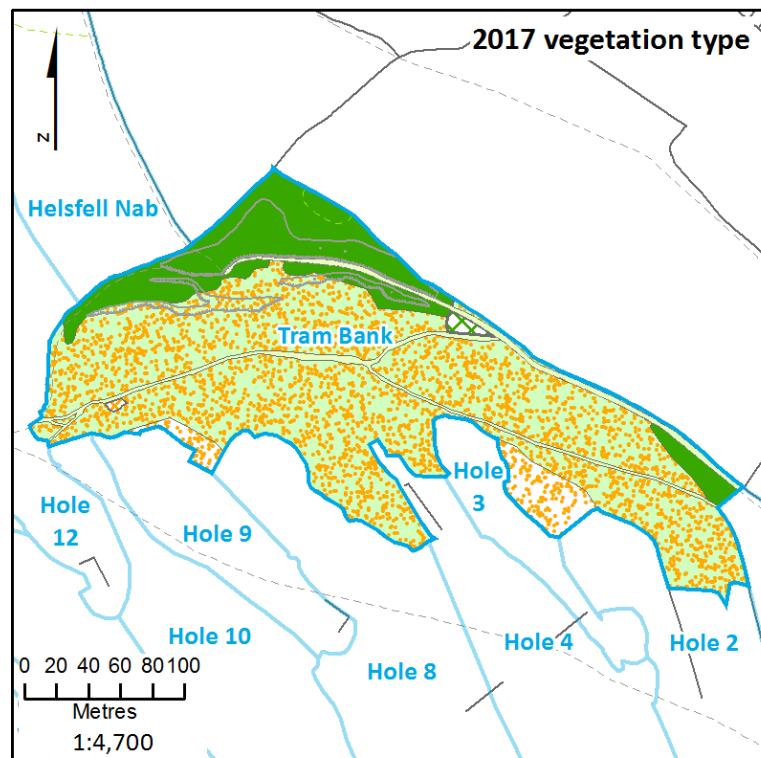 2017 vegetation type
N
Helsfell Nab
Tram Bank
Hole
3
Hole
12
Hole 9
Hole 10
Hole 8
Hole 4
Hole 2
0 20 40 60 80 100
Metres
1:4,700